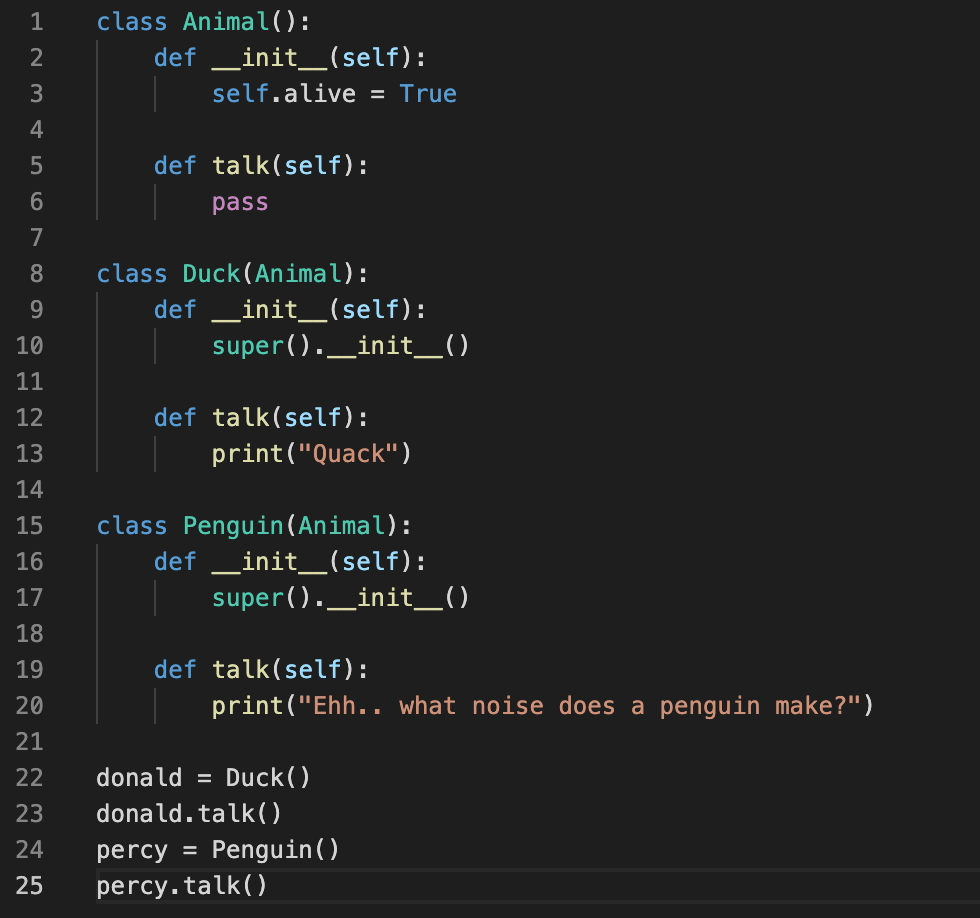 1 class Animal():
2     def __init__(self):
3         self.alive = True
4
5     def talk(self):
6         pass
7
8 class Duck(Animal):
9     def __init__(self):
10         super().__init__()
11
12     def talk(self):
13         print("Quack")
14
15 class Penguin(Animal):
16     def __init__(self):
17         super().__init__()
18
19     def talk(self):
20         print("Ehh.. what noise does a penguin make?")
21
22 donald = Duck()
23 donald.talk()
24 percy = Penguin()
25 percy.talk()